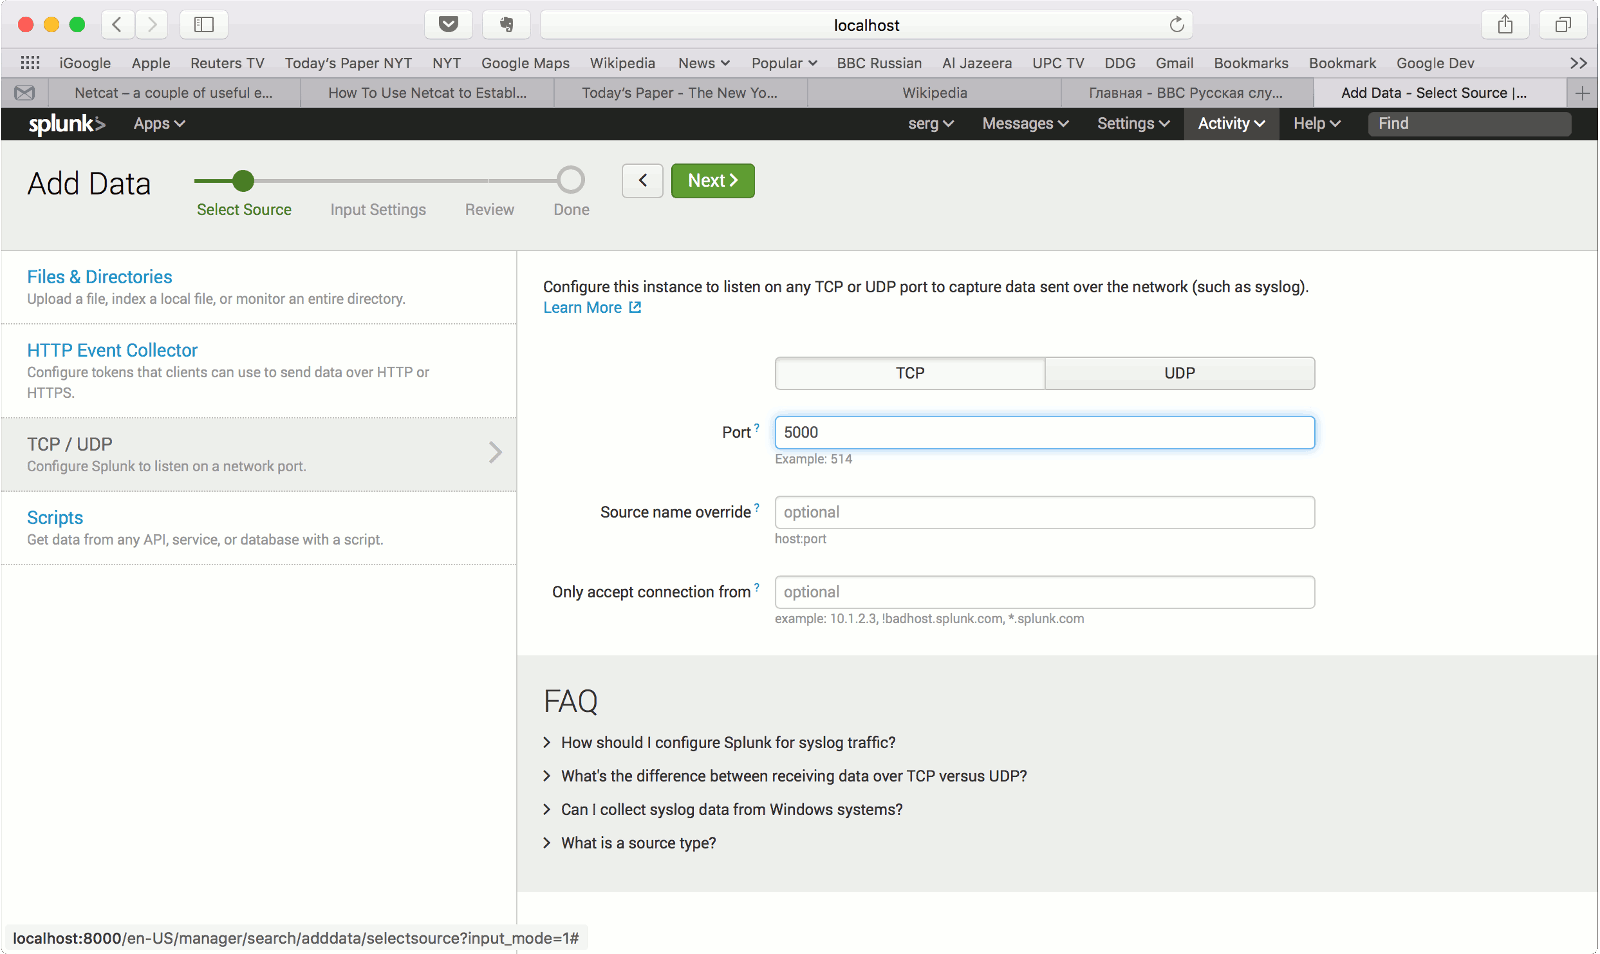 localhost
iGoogle Apple Reuters TV Today's Paper NYT NYT Google Maps Wikipedia News Popular BBC Russian Al Jazeera UPC TV DDG Gmail Bookmarks Bookmark Google Dev
Netcat – a couple of useful e... How To Use Netcat to Establ... Today's Paper - The New Yo... Wikipedia Главная - BBC Русская слу... Add Data - Select Source |...
splunk> Apps serg Messages Settings Activity Help Find
Add Data Next
Select Source Input Settings Review Done
Files & Directories
Upload a file, index a local file, or monitor an entire directory.
HTTP Event Collector
Configure tokens that clients can use to send data over HTTP or
HTTPS.
TCP / UDP
Configure Splunk to listen on a network port.
Scripts
Get data from any API, service, or database with a script.
Configure this instance to listen on any TCP or UDP port to capture data sent over the network (such as syslog).
Learn More
TCP UDP
Port ? 5000
Example: 514
Source name override ? optional
host:port
Only accept connection from ? optional
example: 10.1.2.3, !badhost.splunk.com, *.splunk.com
FAQ
> How should I configure Splunk for syslog traffic?
> What's the difference between receiving data over TCP versus UDP?
> Can I collect syslog data from Windows systems?
> What is a source type?
localhost:8000/en-US/manager/search/adddata/selectsource?input_mode=1#